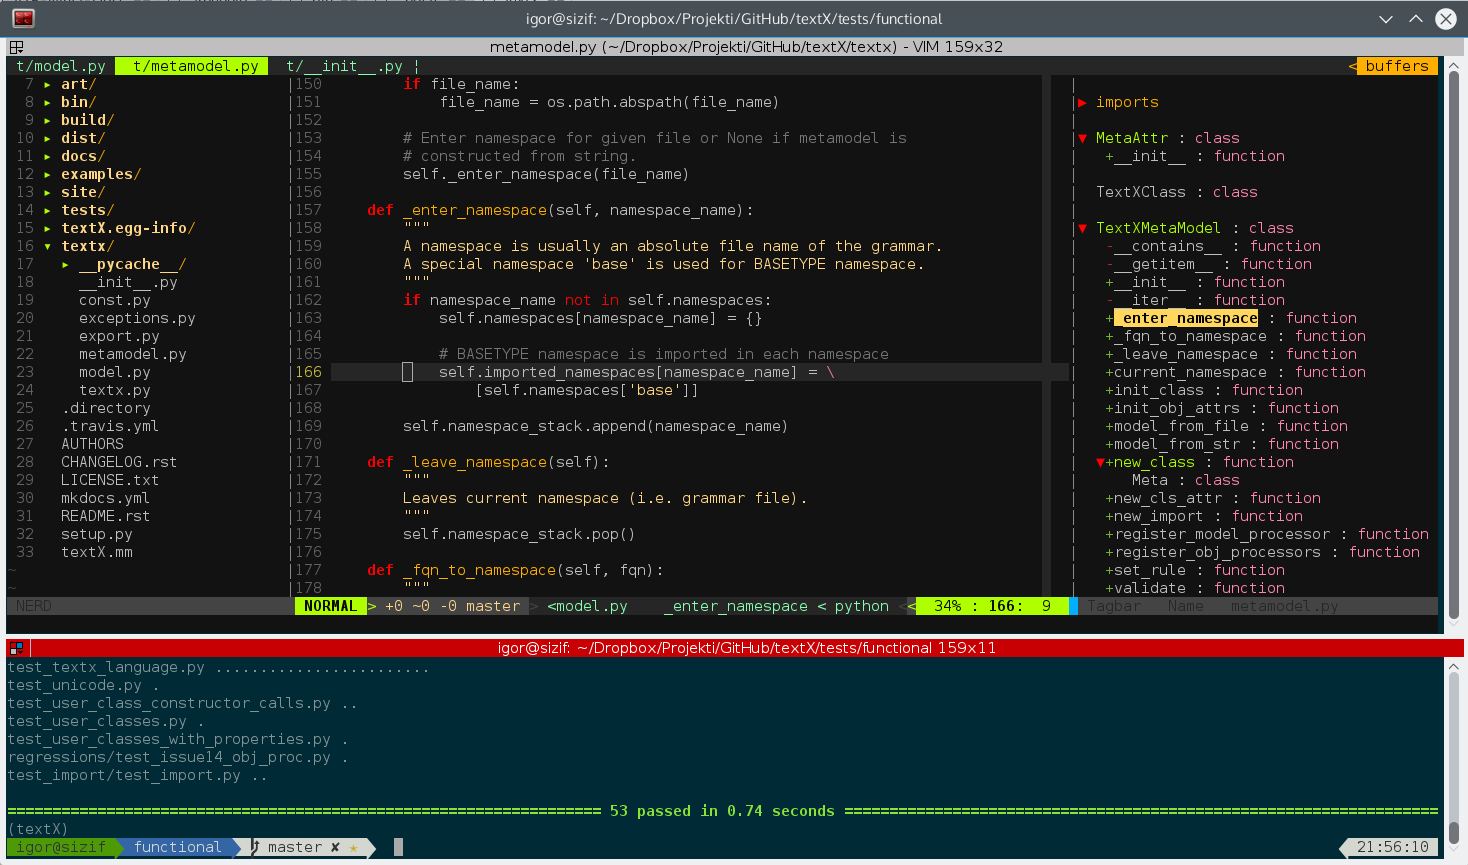 igor@sizif: ~/Dropbox/Projekti/GitHub/textX/tests/functional
metamodel.py (~/Dropbox/Projekti/GitHub/textX/textx) - VIM 159x32
t/model.py t/metamodel.py t/__init__.py ¦ < buffers
7 ▸ art/
8 ▸ bin/
9 ▸ build/
10 ▸ dist/
11 ▸ docs/
12 ▸ examples/
13 ▸ site/
14 ▸ tests/
15 ▸ textX.egg-info/
16 ▾ textx/
17 ▸ __pycache__/
18 __init__.py
19 const.py
20 exceptions.py
21 export.py
22 metamodel.py
23 model.py
24 textx.py
25 .directory
26 .travis.yml
27 AUTHORS
28 CHANGELOG.rst
29 LICENSE.txt
30 mkdocs.yml
31 README.rst
32 setup.py
33 textX.mm
~
~
|150 if file_name:
|151 file_name = os.path.abspath(file_name)
|152
|153 # Enter namespace for given file or None if metamodel is
|154 # constructed from string.
|155 self._enter_namespace(file_name)
|156
|157 def _enter_namespace(self, namespace_name):
|158 """
|159 A namespace is usually an absolute file name of the grammar.
|160 A special namespace 'base' is used for BASETYPE namespace.
|161 """
|162 if namespace_name not in self.namespaces:
|163 self.namespaces[namespace_name] = {}
|164
|165 # BASETYPE namespace is imported in each namespace
|166 self.imported_namespaces[namespace_name] = \
|167 [self.namespaces['base']]
|168
|169 self.namespace_stack.append(namespace_name)
|170
|171 def _leave_namespace(self):
|172 """
|173 Leaves current namespace (i.e. grammar file).
|174 """
|175 self.namespace_stack.pop()
|176
|177 def _fqn_to_namespace(self, fqn):
|178 """
▶ imports
▼ MetaAttr : class
+__init__ : function
TextXClass : class
▼ TextXMetaModel : class
-__contains__ : function
-__getitem__ : function
+__init__ : function
-__iter__ : function
+_enter_namespace : function
+_fqn_to_namespace : function
+_leave_namespace : function
+current_namespace : function
+init_class : function
+init_obj_attrs : function
+model_from_file : function
+model_from_str : function
▼+new_class : function
Meta : class
+new_cls_attr : function
+new_import : function
+register_model_processor : function
+register_obj_processors : function
+set_rule : function
+validate : function
NERD NORMAL > +0 ~0 -0 master > <model.py _enter_namespace < python << 34% : 166: 9 Tagbar Name metamodel.py
igor@sizif: ~/Dropbox/Projekti/GitHub/textX/tests/functional 159x11
test_textx_language.py ........................
test_unicode.py .
test_user_class_constructor_calls.py ..
test_user_classes.py .
test_user_classes_with_properties.py .
regressions/test_issue14_obj_proc.py .
test_import/test_import.py ..
================================================================== 53 passed in 0.74 seconds ==================================================================
(textX)
igor@sizif functional master ✘ ★ 21:56:10